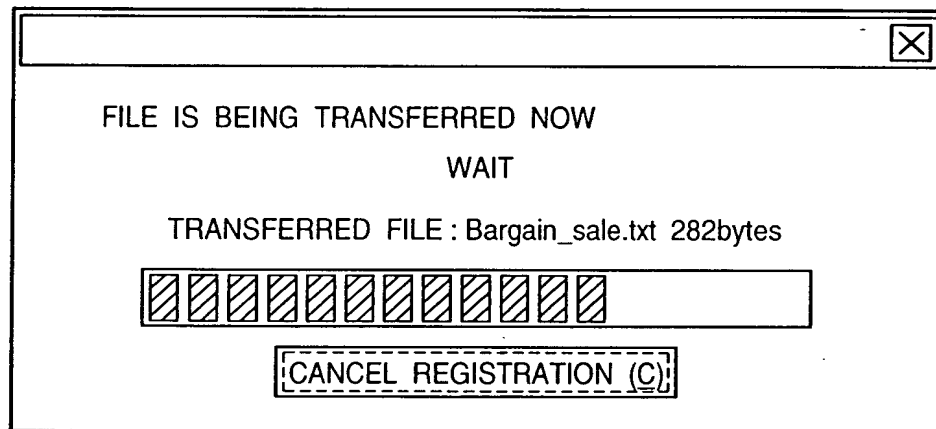 FILE IS BEING TRANSFERRED NOW
WAIT
TRANSFERRED FILE : Bargain_sale.txt 282bytes
CANCEL REGISTRATION (C)